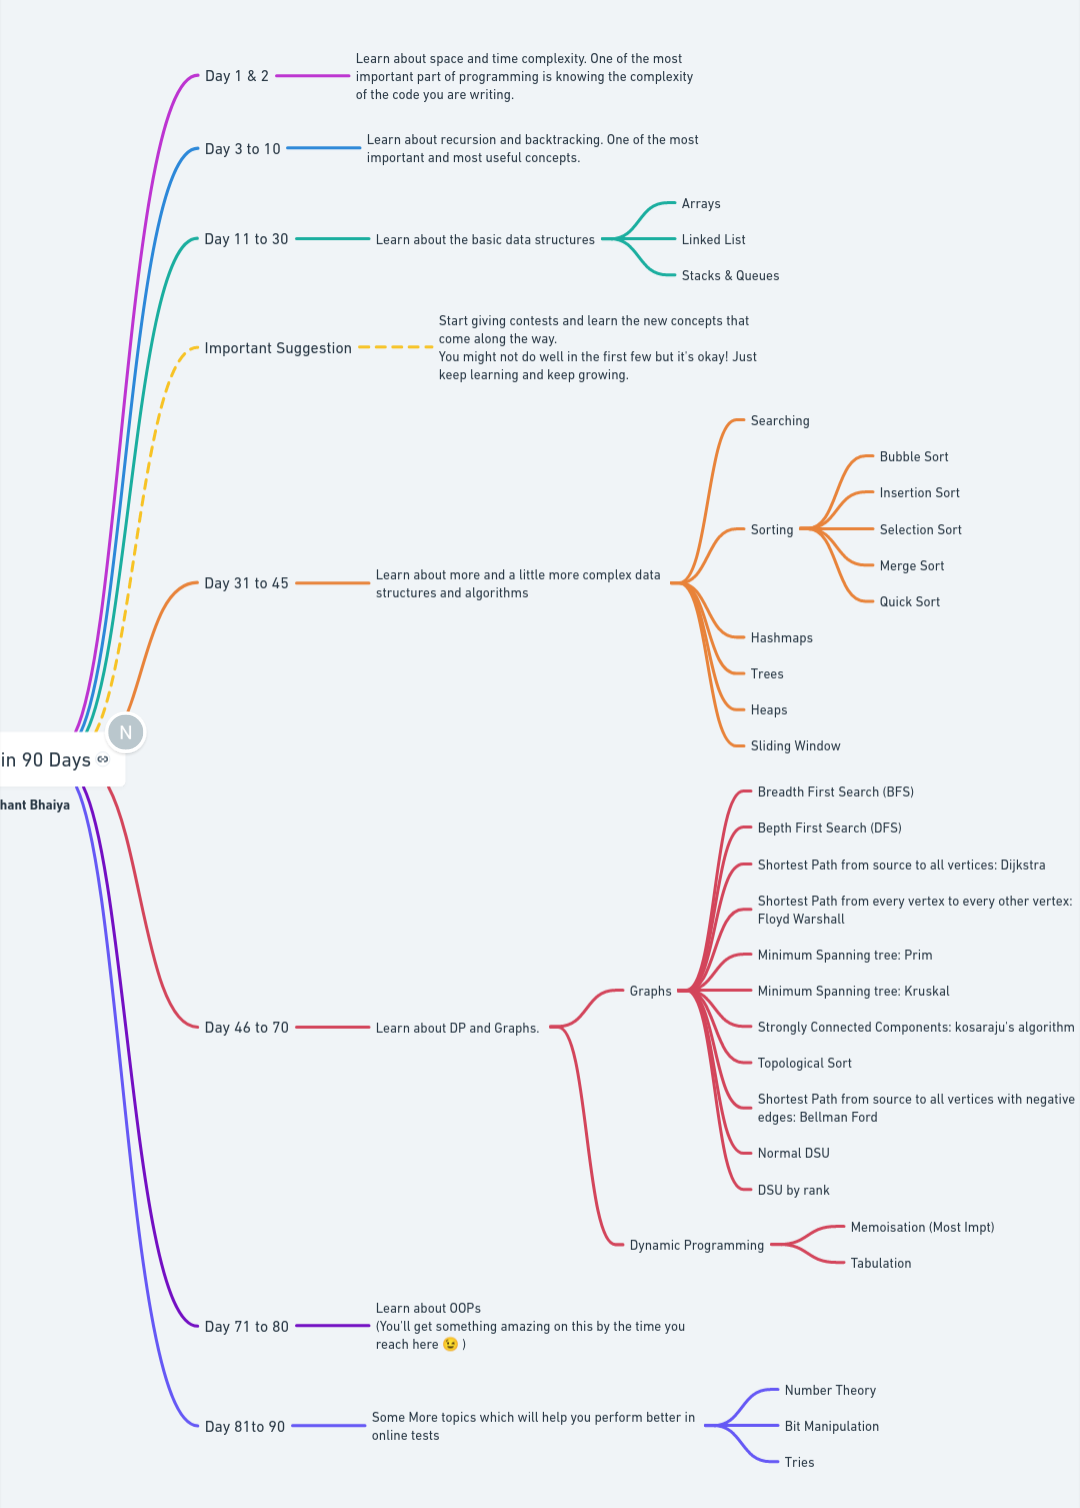 Day 1 & 2
Learn about space and time complexity. One of the most
important part of programming is knowing the complexity
of the code you are writing.
Day 3 to 10
Learn about recursion and backtracking. One of the most
important and most useful concepts.
Day 11 to 30
Learn about the basic data structures
Arrays
Linked List
Stacks & Queues
Important Suggestion
Start giving contests and learn the new concepts that
come along the way.
You might not do well in the first few but it's okay! Just
keep learning and keep growing.
Day 31 to 45
Learn about more and a little more complex data
structures and algorithms
Searching
Sorting
Bubble Sort
Insertion Sort
Selection Sort
Merge Sort
Quick Sort
Hashmaps
Trees
Heaps
Sliding Window
N
in 90 Days
hant Bhaiya
Day 46 to 70
Learn about DP and Graphs.
Graphs
Breadth First Search (BFS)
Bepth First Search (DFS)
Shortest Path from source to all vertices: Dijkstra
Shortest Path from every vertex to every other vertex:
Floyd Warshall
Minimum Spanning tree: Prim
Minimum Spanning tree: Kruskal
Strongly Connected Components: kosaraju's algorithm
Topological Sort
Shortest Path from source to all vertices with negative
edges: Bellman Ford
Normal DSU
DSU by rank
Dynamic Programming
Memoisation (Most Impt)
Tabulation
Day 71 to 80
Learn about OOPs
(You'll get something amazing on this by the time you
reach here 😉 )
Day 81to 90
Some More topics which will help you perform better in
online tests
Number Theory
Bit Manipulation
Tries